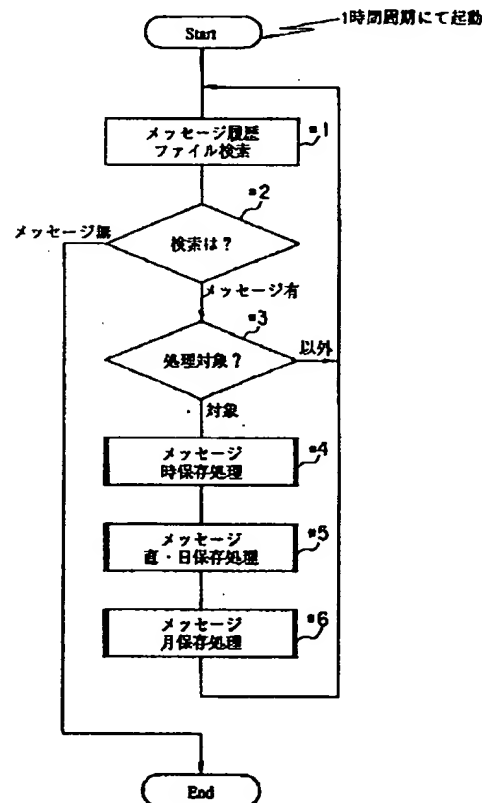 1時間周期にて起動
Start
メッセージ履歴
ファイル検索
*1
*2
メッセージ無
検索は?
メッセージ有
*3
処理対象?
以外
対象
メッセージ
時保存処理
*4
メッセージ
直・日保存処理
*5
メッセージ
月保存処理
*6
End